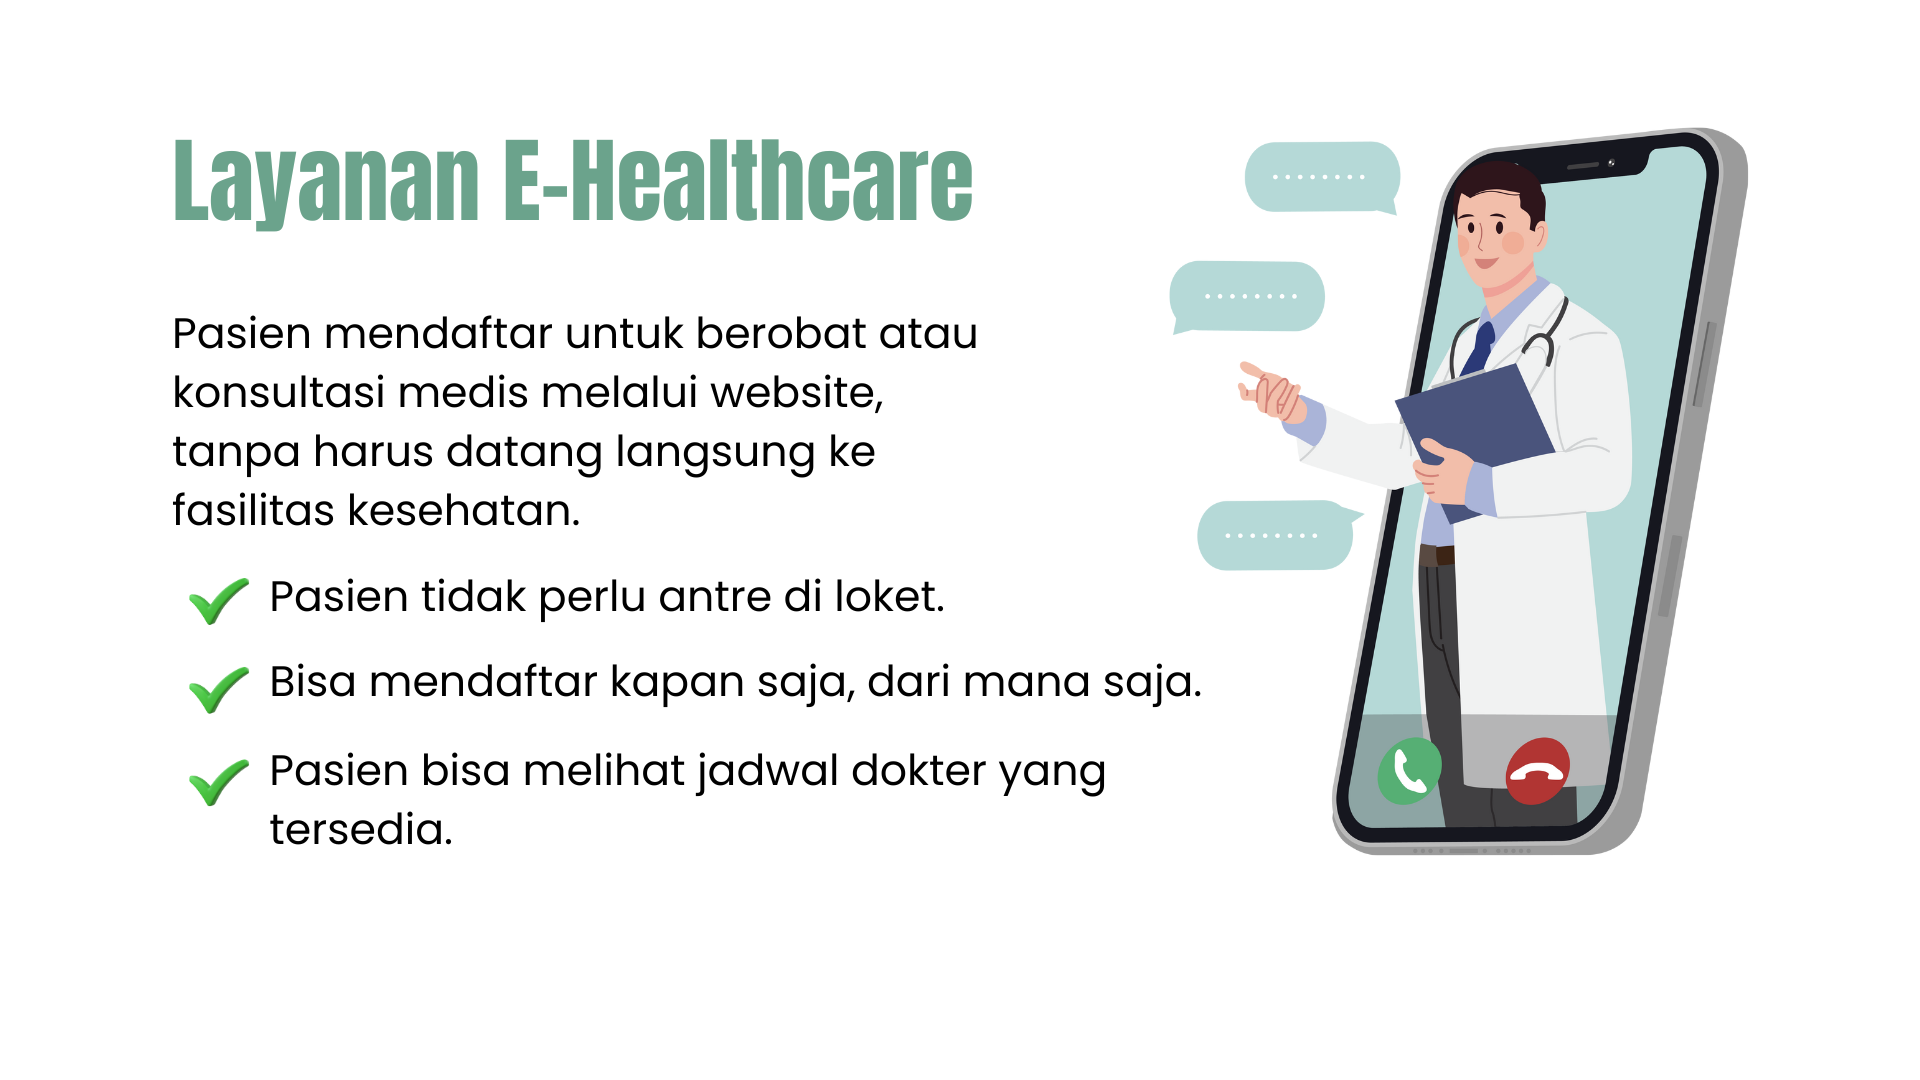 Layanan E-Healthcare
Pasien mendaftar untuk berobat atau
konsultasi medis melalui website,
tanpa harus datang langsung ke
fasilitas kesehatan.
Pasien tidak perlu antre di loket.
Bisa mendaftar kapan saja, dari mana saja.
Pasien bisa melihat jadwal dokter yang
tersedia.